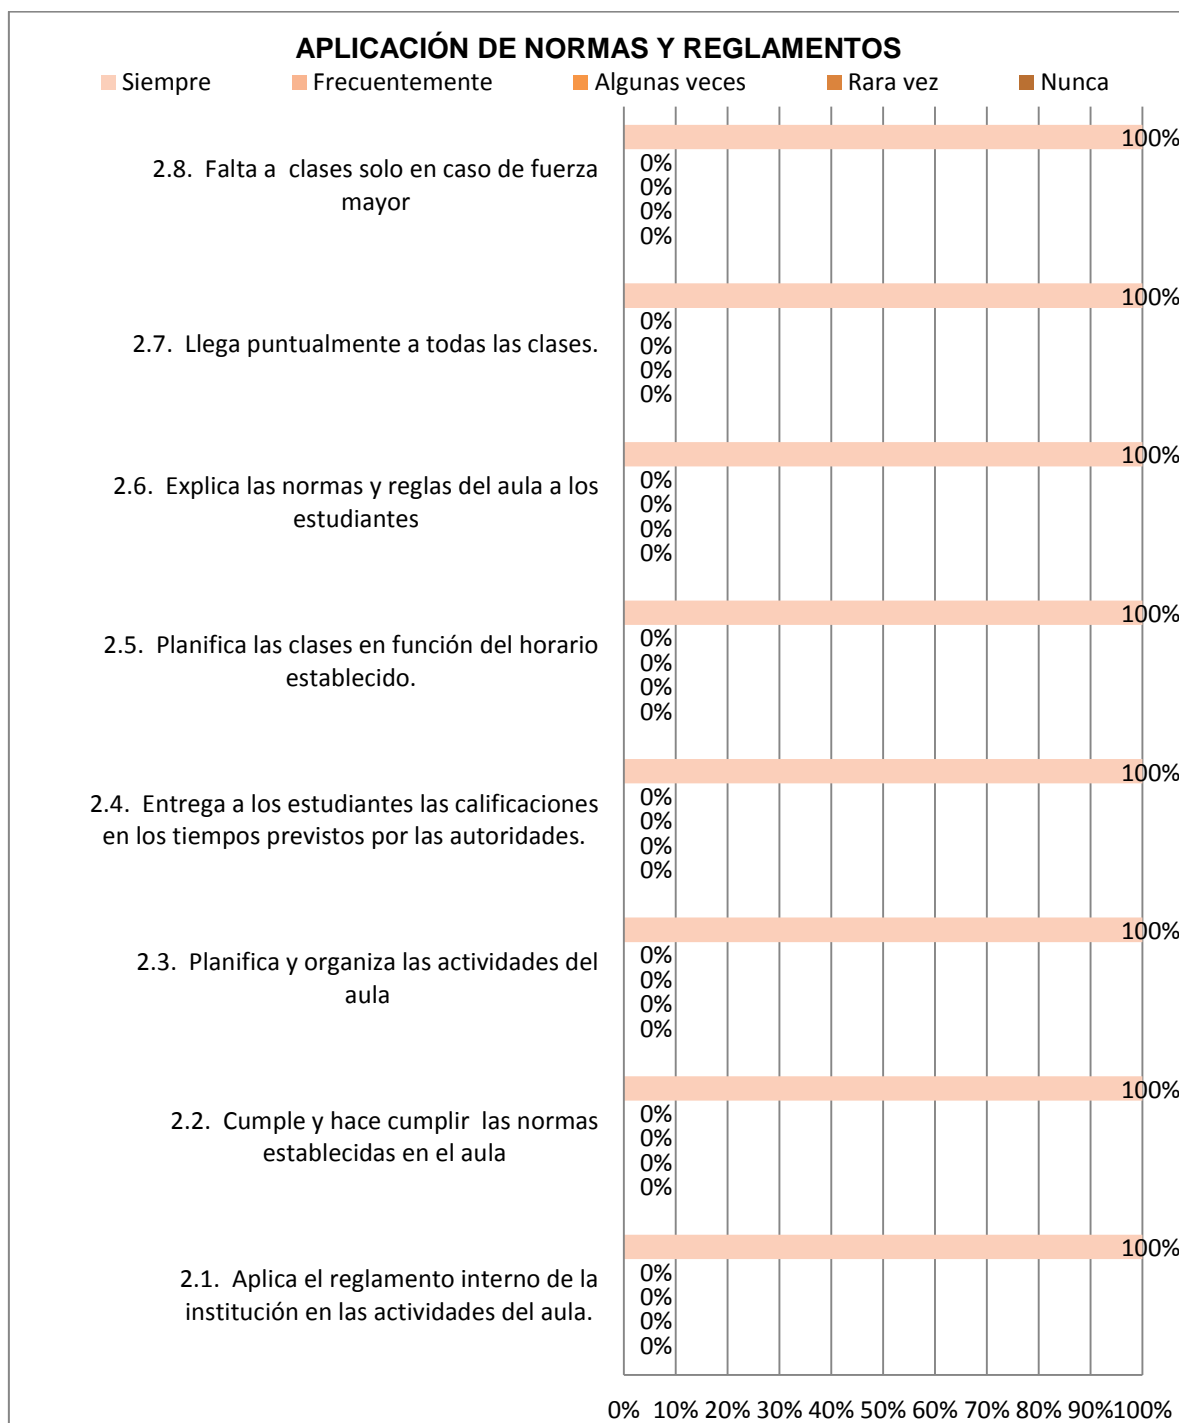 APLICACIÓN DE NORMAS Y REGLAMENTOS
Siempre Frecuentemente Algunas veces Rara vez Nunca
100%
0%
2.8. Falta a clases solo en caso de fuerza
mayor
0%
0%
0%
100%
0%
2.7. Llega puntualmente a todas las clases.
0%
0%
0%
100%
0%
2.6. Explica las normas y reglas del aula a los
estudiantes
0%
0%
0%
100%
0%
2.5. Planifica las clases en función del horario
establecido.
0%
0%
0%
100%
0%
2.4. Entrega a los estudiantes las calificaciones
en los tiempos previstos por las autoridades.
0%
0%
0%
100%
0%
2.3. Planifica y organiza las actividades del
aula
0%
0%
0%
100%
0%
2.2. Cumple y hace cumplir las normas
establecidas en el aula
0%
0%
0%
100%
0%
2.1. Aplica el reglamento interno de la
institución en las actividades del aula.
0%
0%
0%
0% 10% 20% 30% 40% 50% 60% 70% 80% 90% 100%